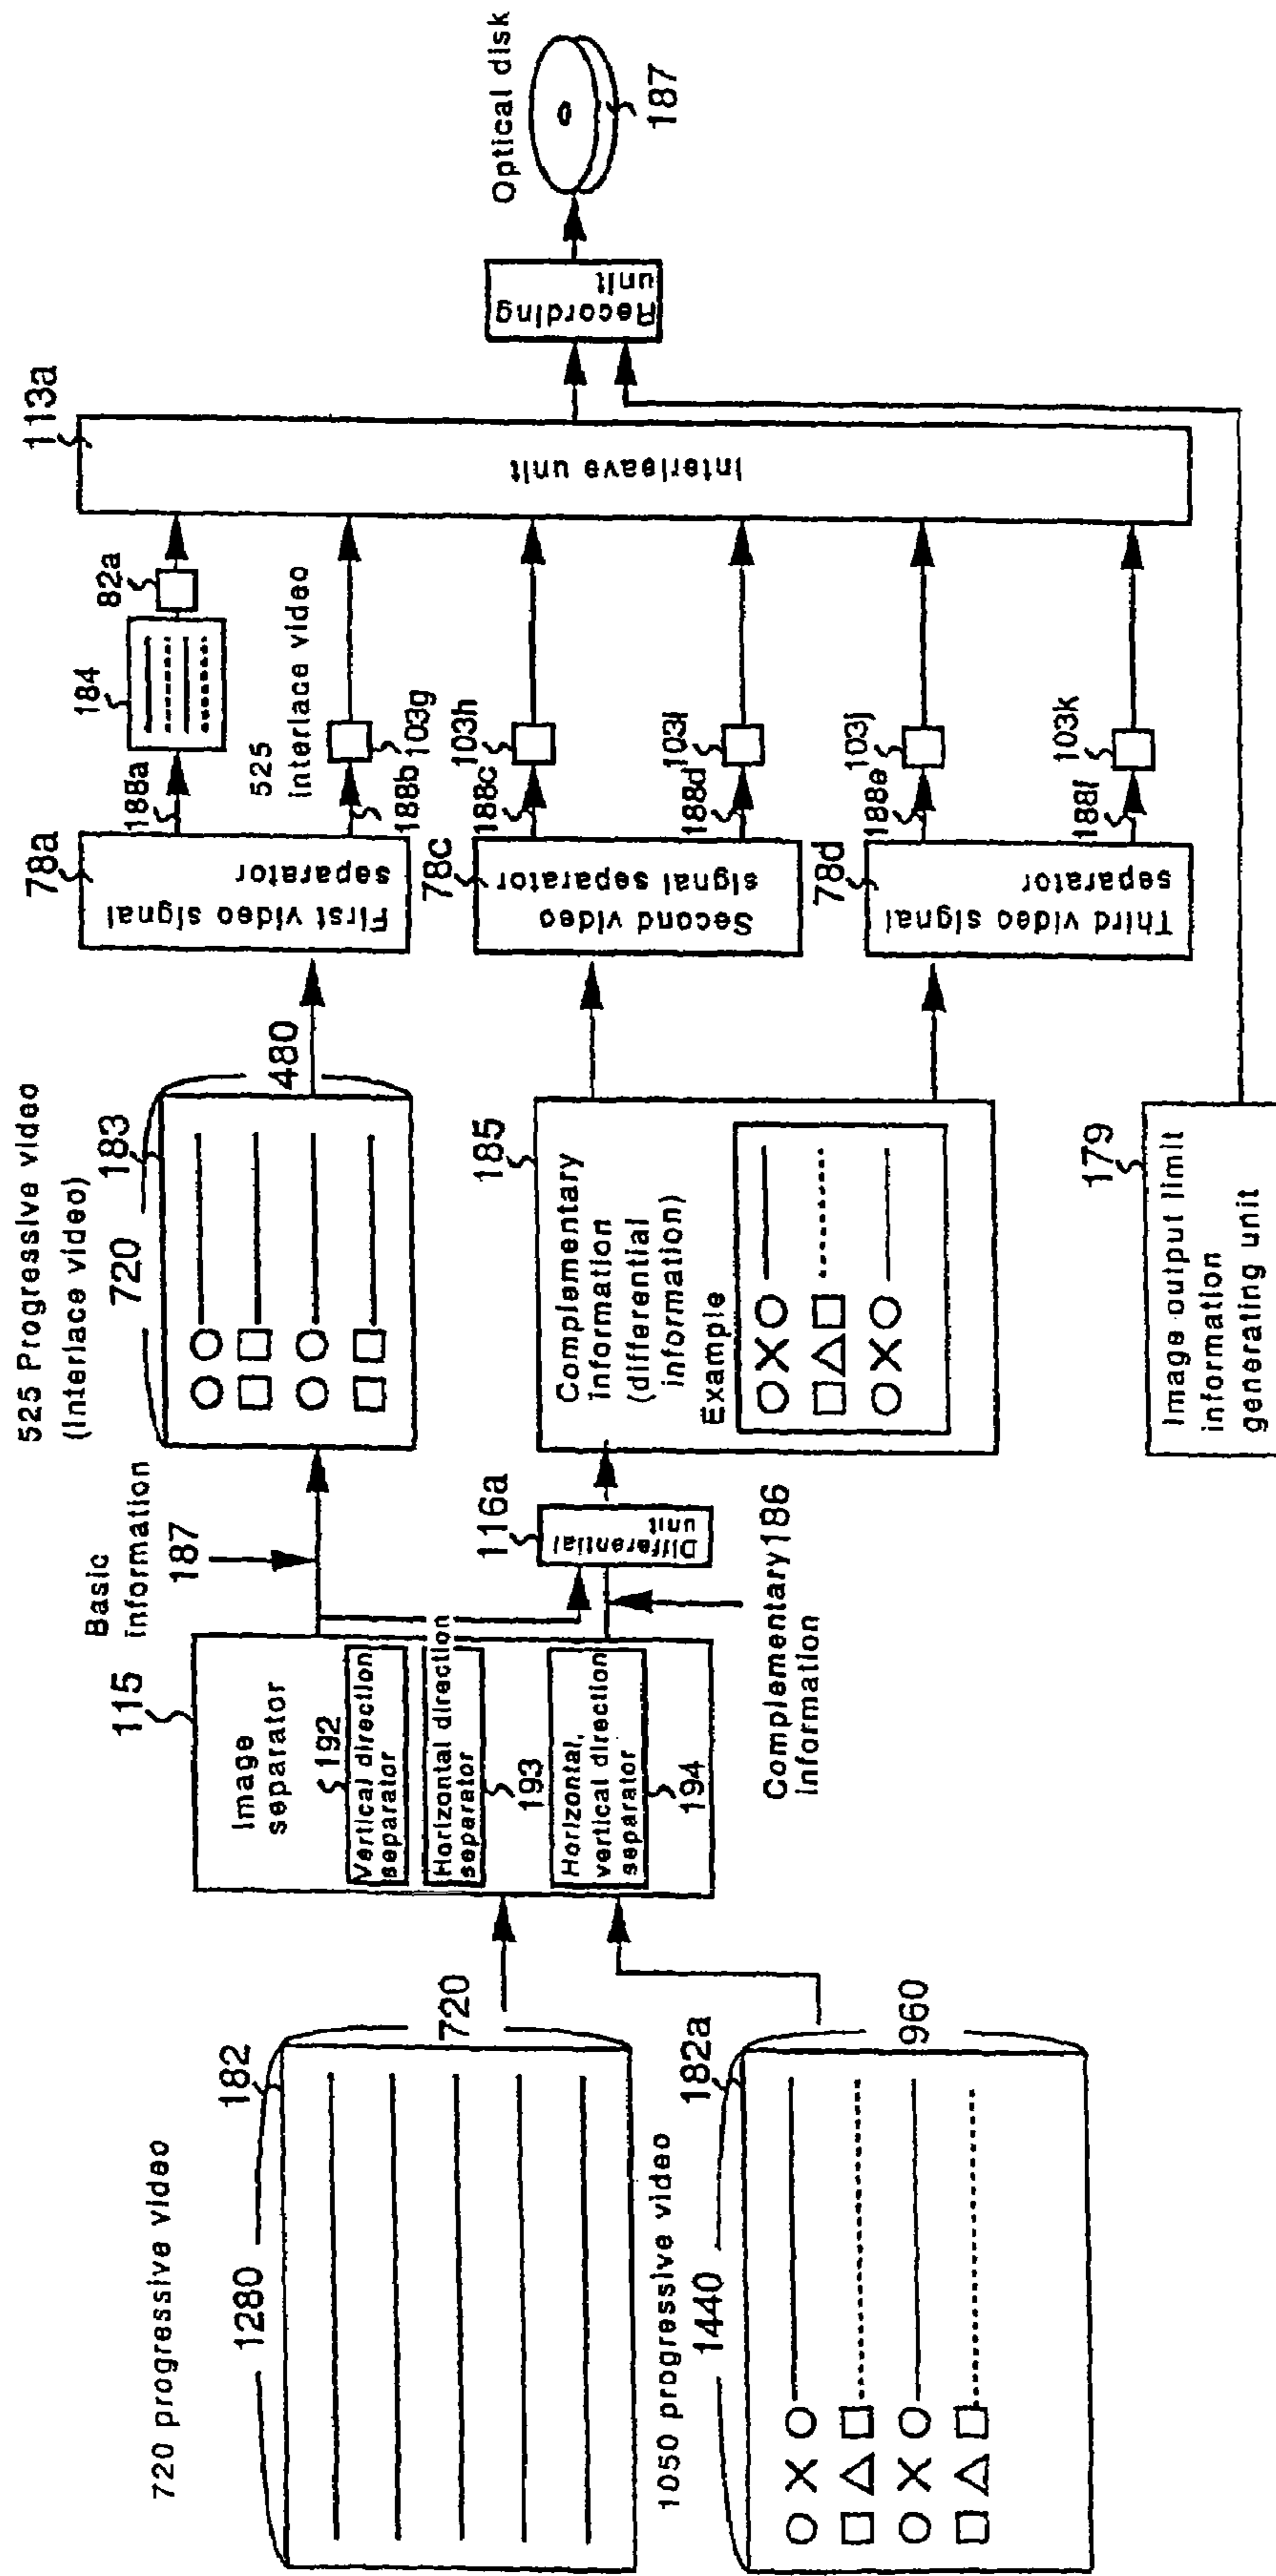 720 progressive video
1280
182
720
1050 progressive video
1440
182a
960
115
Image
separator
192
Vertical direction
separator
Horizontal direction
separator
193
Horizontal,
vertical direction
separator
194
Basic
information
187
Complementary 186
information
116a
Differential
unit
525 Progressive video
(Interlace video)
720
183
480
185
Complementary
information
(differential
information)
Example
179
Image output limit
information
generating unit
78a
First video signal
separator
78c
Second video
signal separator
78d
Third video signal
separator
188a
184
82a
188b
525
interlace video
103g
188c
103h
188d
103i
188e
103j
188f
103k
113a
Interleave unit
Recording
unit
Optical disk
187